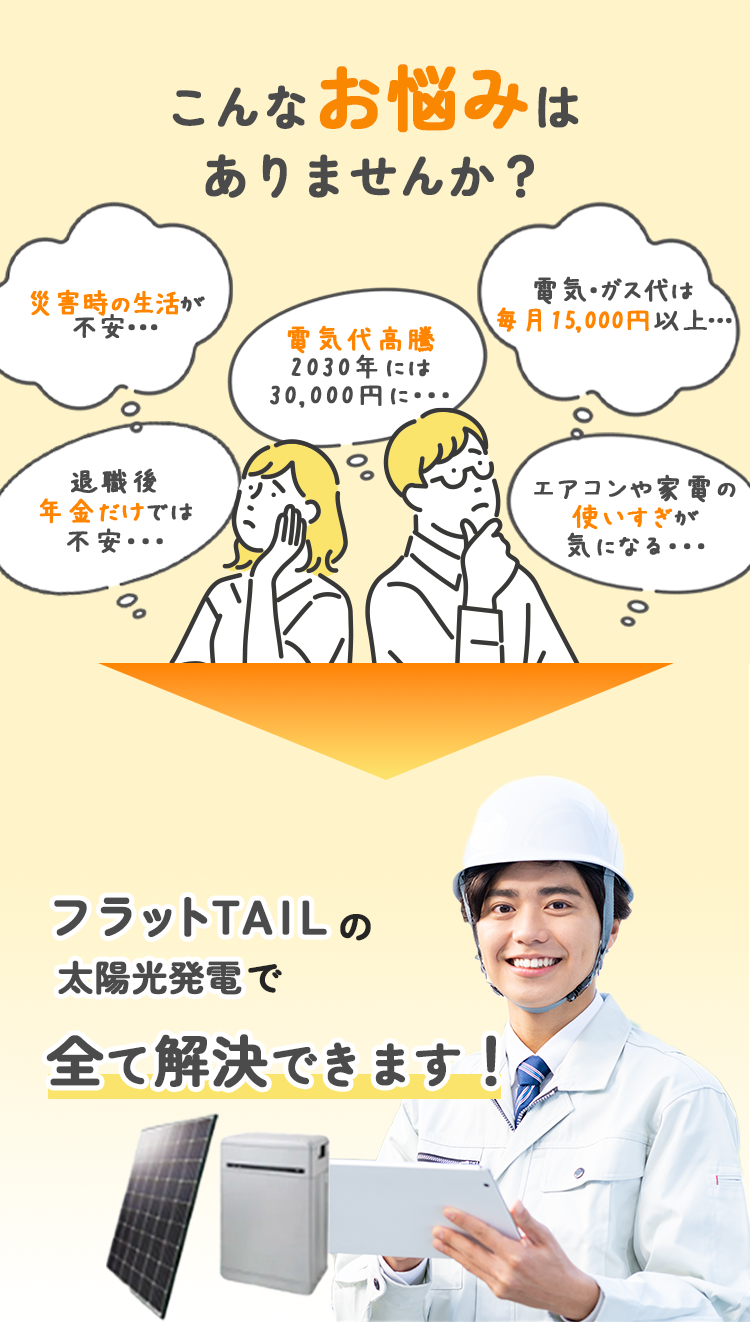 こんなお悩みは
ありませんか？
災害時の生活が
不安・・・
電気代高騰
2030年には
30,000円に・・・
電気・ガス代は
毎月15,000円以上・・・
退職後
年金だけでは
不安・・・
エアコンや家電の
使いすぎが
気になる・・・
フラットTAILの
太陽光発電で
全て解決できます！